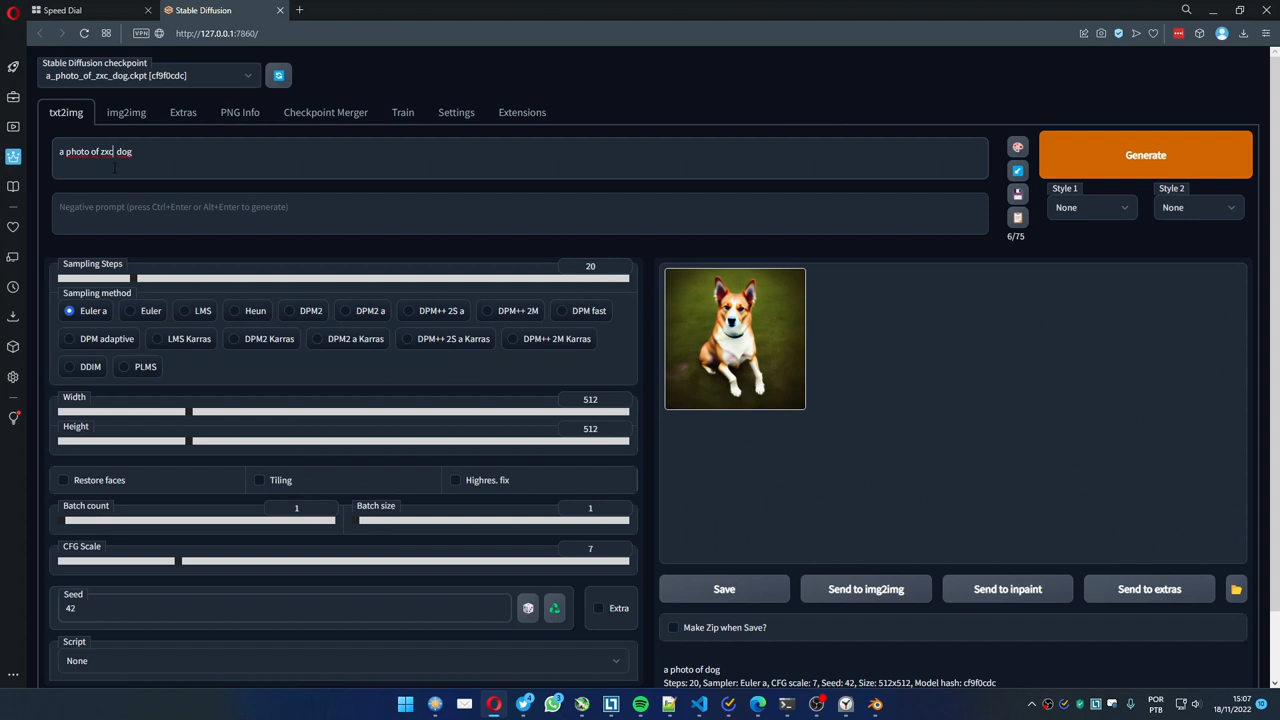 Speed Dial
Stable Diffusion
VPN
http://127.0.0.1:7860/
Stable Diffusion checkpoint
a_photo_of_zxc_dog.ckpt [cf9f0cdc]
txt2img
img2img
Extras
PNG Info
Checkpoint Merger
Train
Settings
Extensions
a photo of zxc dog
Generate
Style 1
Style 2
None
None
Negative prompt (press Ctrl+Enter or Alt+Enter to generate)
6/75
Sampling Steps
20
Sampling method
Euler a
Euler
LMS
Heun
DPM2
DPM2 a
DPM++ 2S a
DPM++ 2M
DPM fast
DPM adaptive
LMS Karras
DPM2 Karras
DPM2 a Karras
DPM++ 2S a Karras
DPM++ 2M Karras
DDIM
PLMS
Width
512
Height
512
Restore faces
Tiling
Highres. fix
Batch count
1
Batch size
1
CFG Scale
7
Seed
42
Extra
Script
None
Save
Send to img2img
Send to inpaint
Send to extras
Make Zip when Save?
a photo of dog
Steps: 20, Sampler: Euler a, CFG scale: 7, Seed: 42, Size: 512x512, Model hash: cf9f0cdc
POR
PTB
15:07
18/11/2022